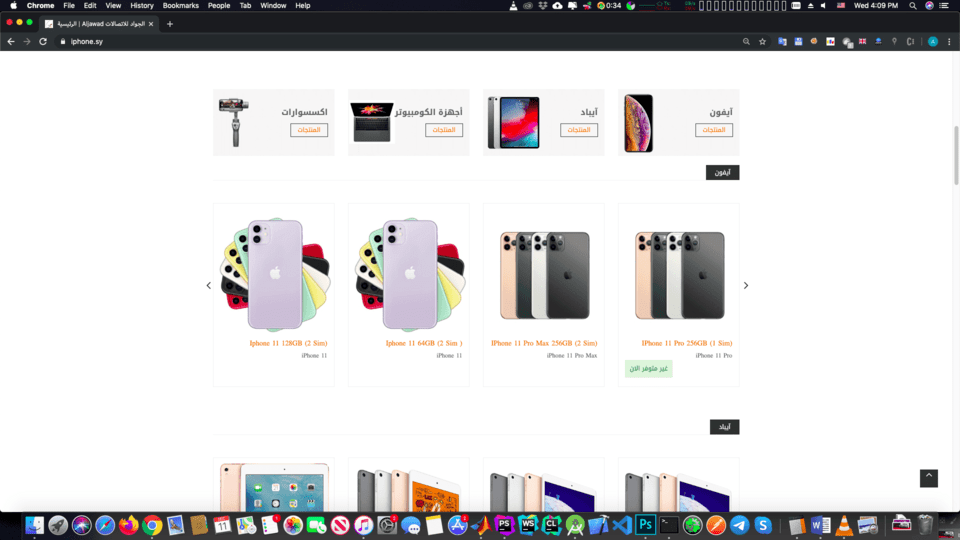 Chrome File Edit View History Bookmarks People Tab Window Help
0:34
Wed 4:09 PM
الجواد للاتصالات Aljawad | الرئيسية
iphone.sy
آيفون
المنتجات
آيباد
المنتجات
أجهزة الكومبيوتر
المنتجات
اكسسوارات
المنتجات
آيفون
IPhone 11 Pro 256GB (1 Sim)
iPhone 11 Pro
غير متوفر الان
IPhone 11 Pro Max 256GB (2 Sim)
iPhone 11 Pro Max
Iphone 11 64GB (2 Sim )
iPhone 11
Iphone 11 128GB (2 Sim)
iPhone 11
آيباد